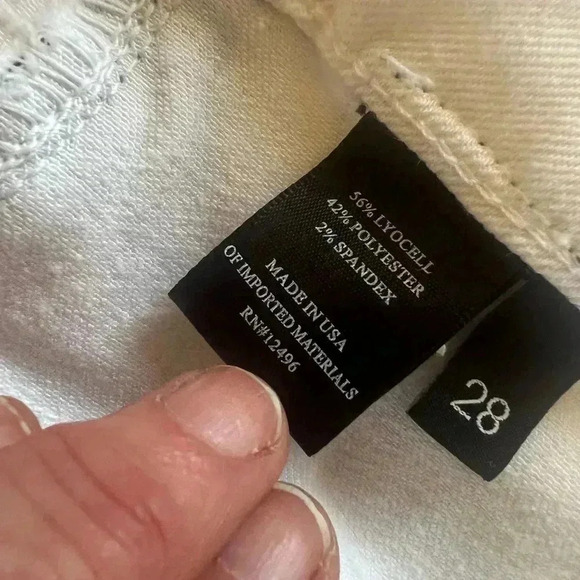 56% LYOCELL
42% POLYESTER
2% SPANDEX
MADE IN USA
OF IMPORTED MATERIALS
RN#12496
28